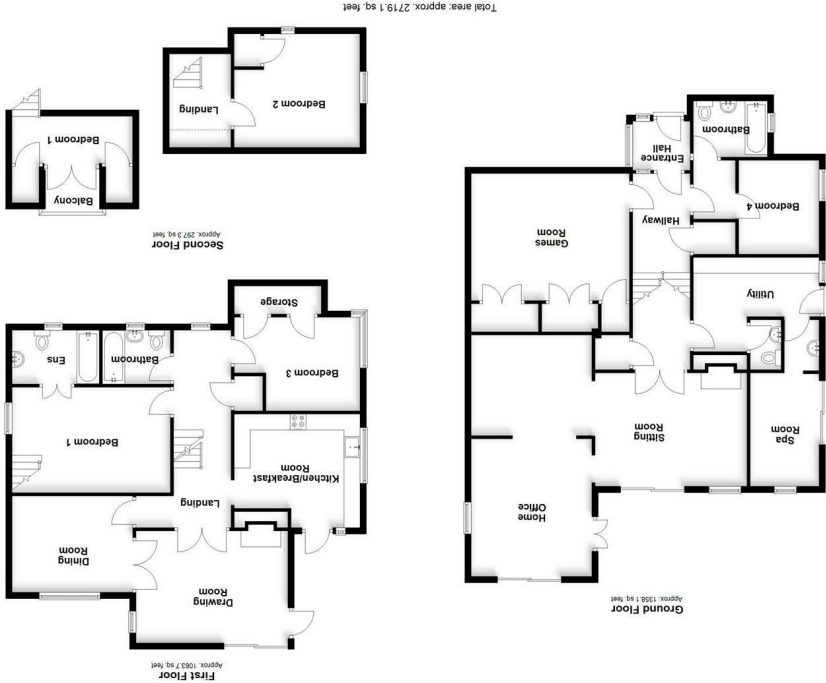 Ground Floor
Approx. 1358.1 sq. feet
Home
Office
Sitting
Room
Spa
Room
Utility
Games
Room
Hallway
Bedroom 4
Entrance
Hall
Bathroom
First Floor
Approx. 1063.7 sq. feet
Drawing
Room
Dining
Room
Landing
Kitchen/Breakfast
Room
Bedroom 1
Bedroom 3
Ens
Bathroom
Storage
Second Floor
Approx. 297.3 sq. feet
Balcony
Bedroom 1
Bedroom 2
Landing
Total area: approx. 2719.1 sq. feet